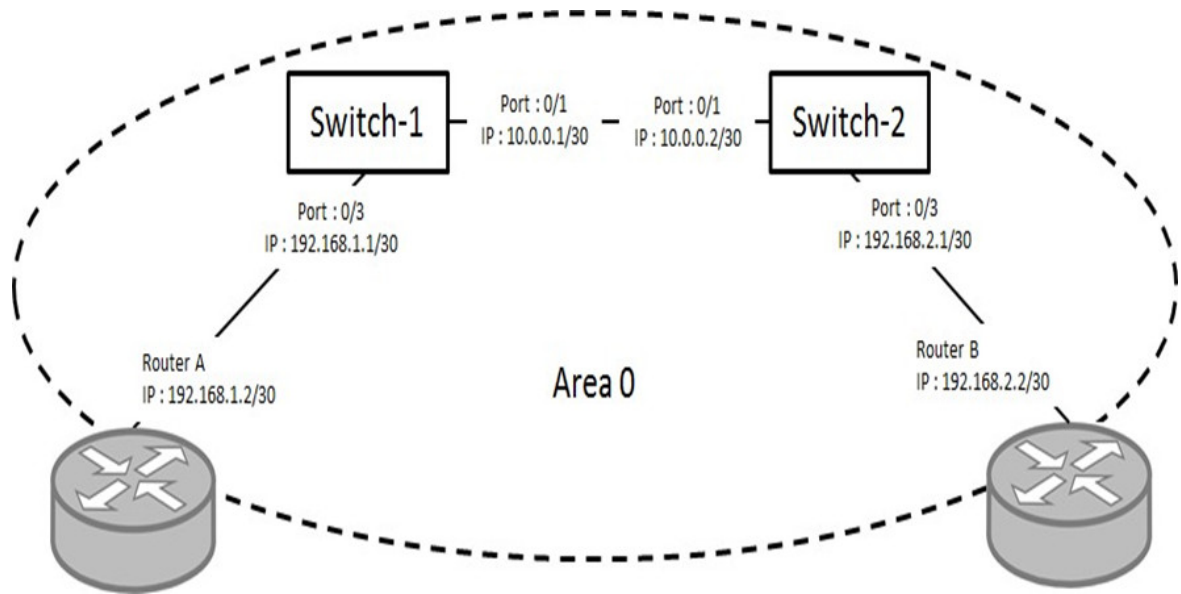 Switch-1
Port : 0/1
IP : 10.0.0.1/30
Port : 0/1
IP : 10.0.0.2/30
Switch-2
Port : 0/3
IP : 192.168.1.1/30
Port : 0/3
IP : 192.168.2.1/30
Router A
IP : 192.168.1.2/30
Area 0
Router B
IP : 192.168.2.2/30